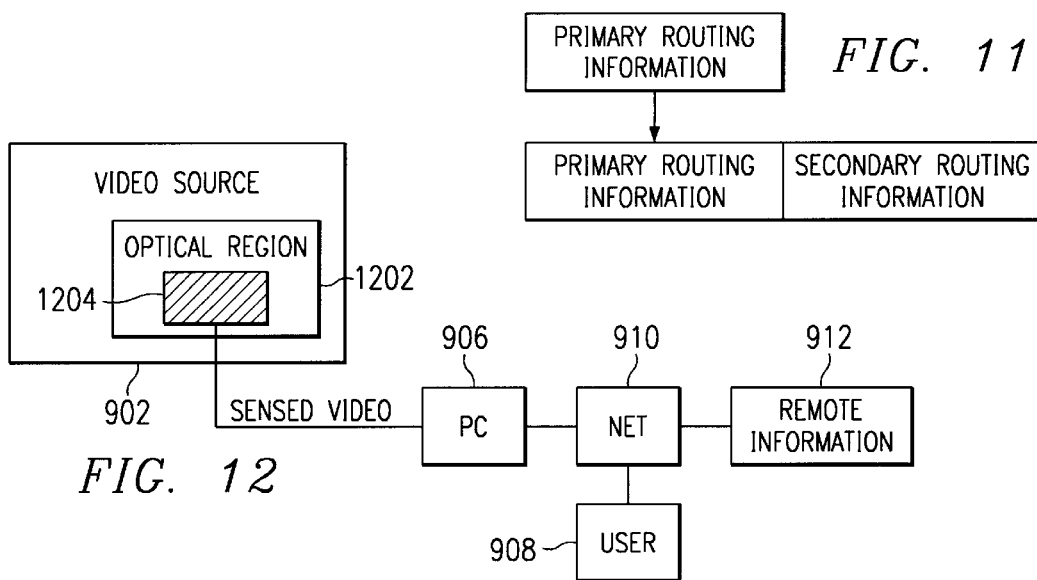 PRIMARY ROUTING
INFORMATION
FIG. 11
PRIMARY ROUTING
INFORMATION
SECONDARY ROUTING
INFORMATION
VIDEO SOURCE
OPTICAL REGION
1204
1202
902
SENSED VIDEO
906
PC
910
NET
912
REMOTE
INFORMATION
908
USER
FIG. 12